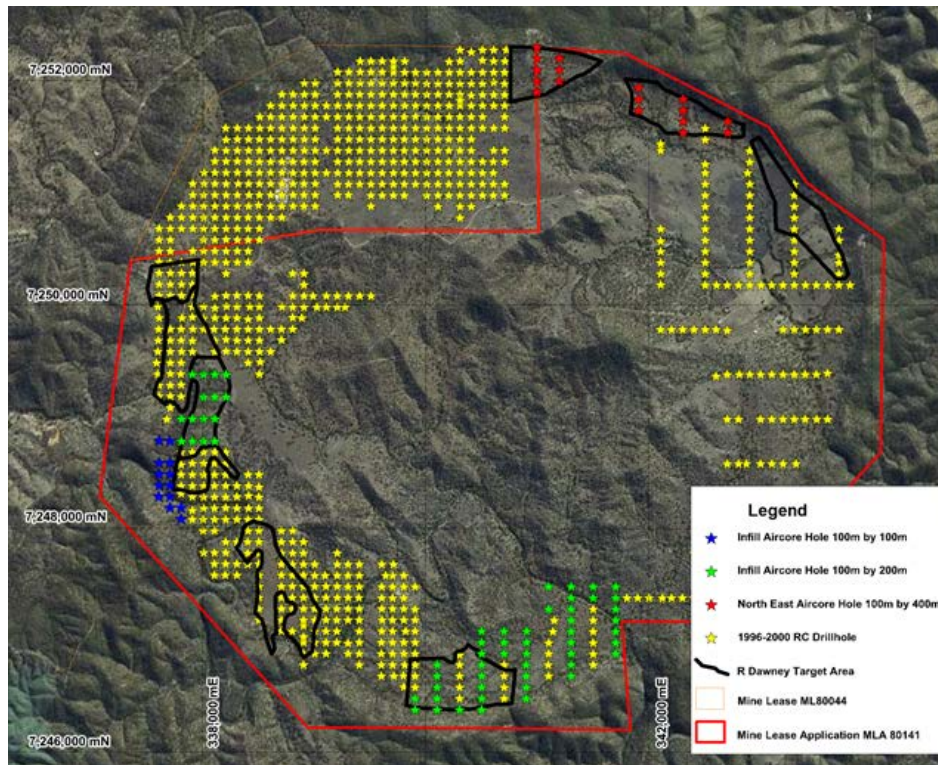 7,252,000 mN
7,250,000 mN
7,248,000 mN
7,246,000 mN
338,000 mE
342,000 mE
Legend
Infill Aircore Hole 100m by 100m
Infill Aircore Hole 100m by 200m
North East Aircore Hole 100m by 400m
1996-2000 RC Drillhole
R Dawney Target Area
Mine Lease ML80044
Mine Lease Application MLA 80141